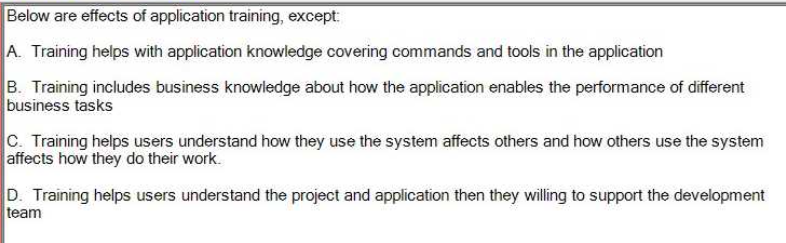 Below are effects of application training, except:
A. Training helps with application knowledge covering commands and tools in the application
B. Training includes business knowledge about how the application enables the performance of different
business tasks
C. Training helps users understand how they use the system affects others and how others use the system
affects how they do their work.
D. Training helps users understand the project and application then they willing to support the development
team